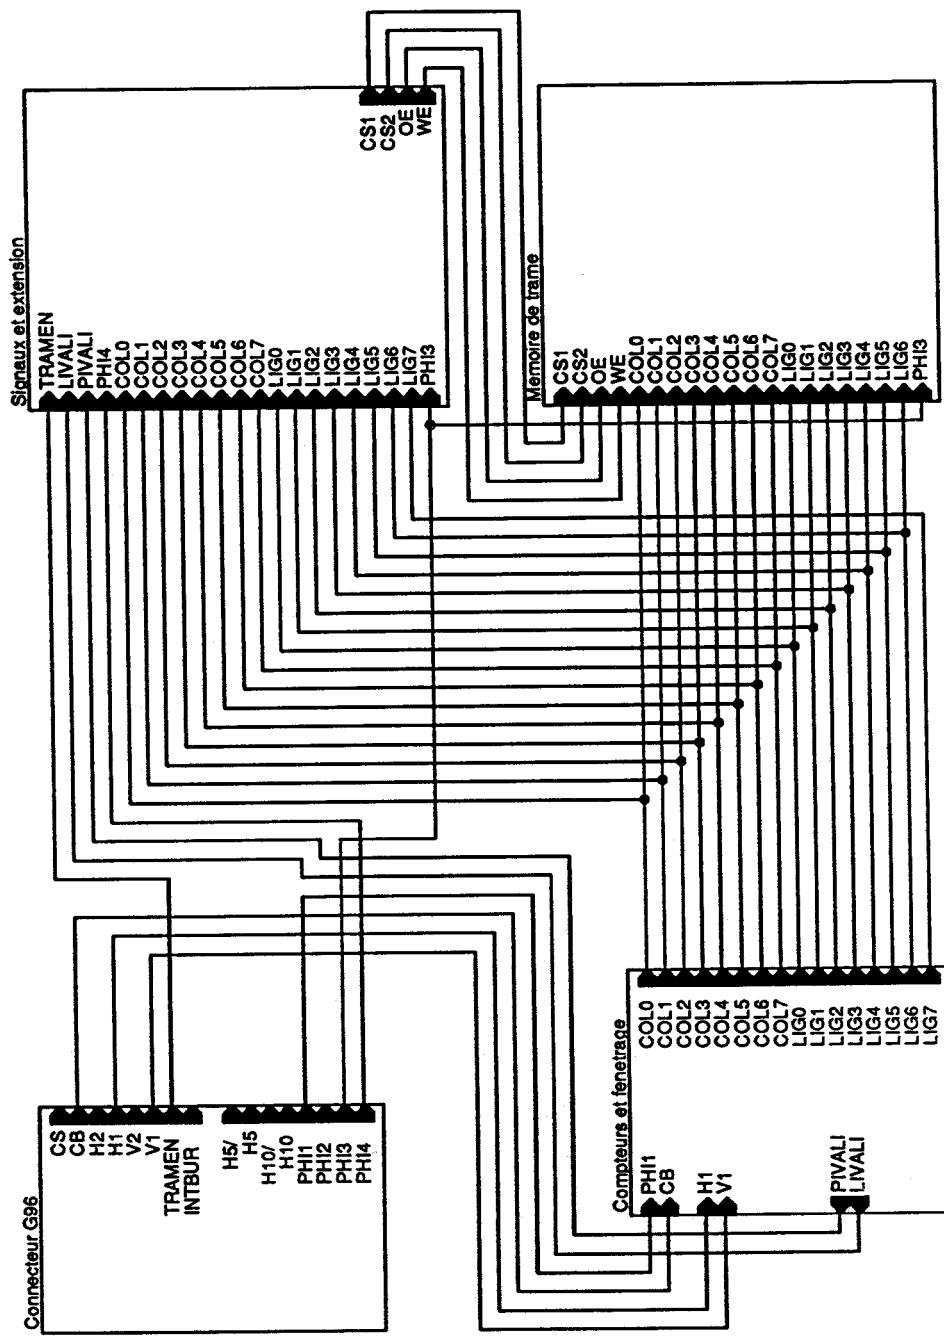 Signaux et extension
TRAMEN
LIVALI
PIVALI
PHI4
COL0
COL1
COL2
COL3
COL4
COL5
COL6
COL7
LIG0
LIG1
LIG2
LIG3
LIG4
LIG5
LIG6
LIG7
PHI3
CS1
CS2
OE
WE
Memoire de trame
CS1
CS2
OE
WE
COL0
COL1
COL2
COL3
COL4
COL5
COL6
COL7
LIG0
LIG1
LIG2
LIG3
LIG4
LIG5
LIG6
PHI3
Connecteur G96
CS
CB
H2
H1
V2
V1
TRAMEN
INTBUR
H5/
H5
H10/
H10
PHI1
PHI2
PHI3
PHI4
Compteurs et fenetrage
COL0
COL1
COL2
COL3
COL4
COL5
COL6
COL7
LIG0
LIG1
LIG2
LIG3
LIG4
LIG5
LIG6
LIG7
PHI1
CB
H1
V1
PIVALI
LIVALI